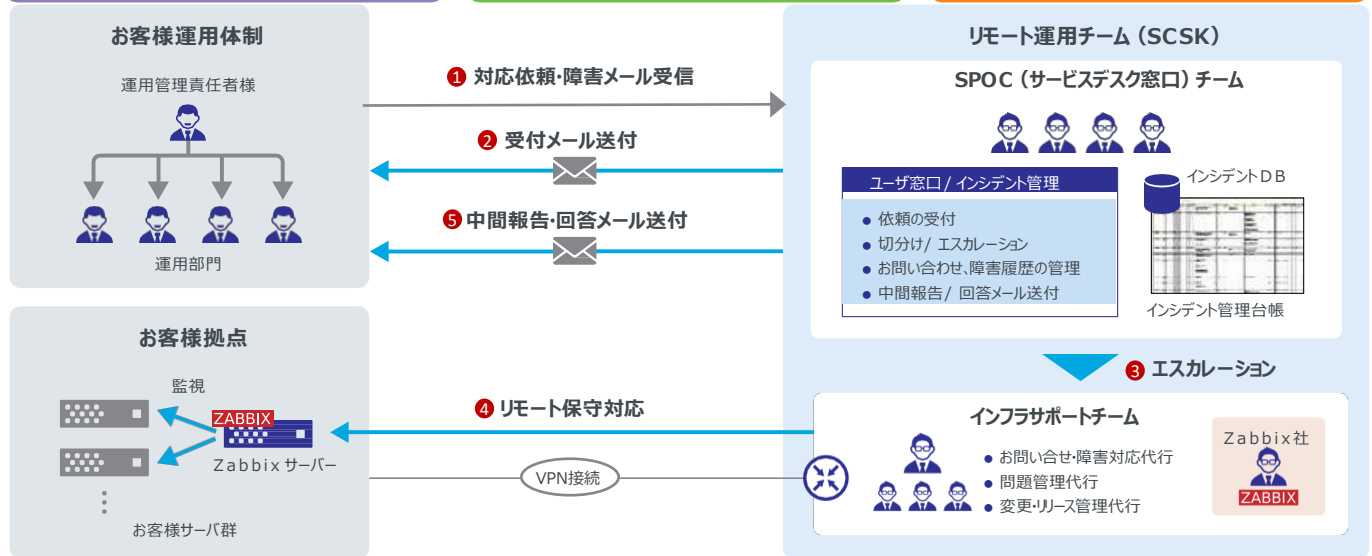 お客様運用体制
運用管理責任者様
運用部門
1 対応依頼・障害メール受信
2 受付メール送付
5 中間報告・回答メール送付
リモート運用チーム（SCSK）
SPOC（サービスデスク窓口）チーム
ユーザ窓口 / インシデント管理
● 依頼の受付
● 切分け/ エスカレーション
● お問い合わせ、障害履歴の管理
● 中間報告/ 回答メール送付
インシデントＤＢ
インシデント管理台帳
3 エスカレーション
お客様拠点
監視
ZABBIX
Zabbix サーバー
お客様サーバ群
4 リモート保守対応
VPN接続
インフラサポートチーム
● お問い合せ・障害対応代行
● 問題管理代行
● 変更・リリース管理代行
Zabbix社
ZABBIX